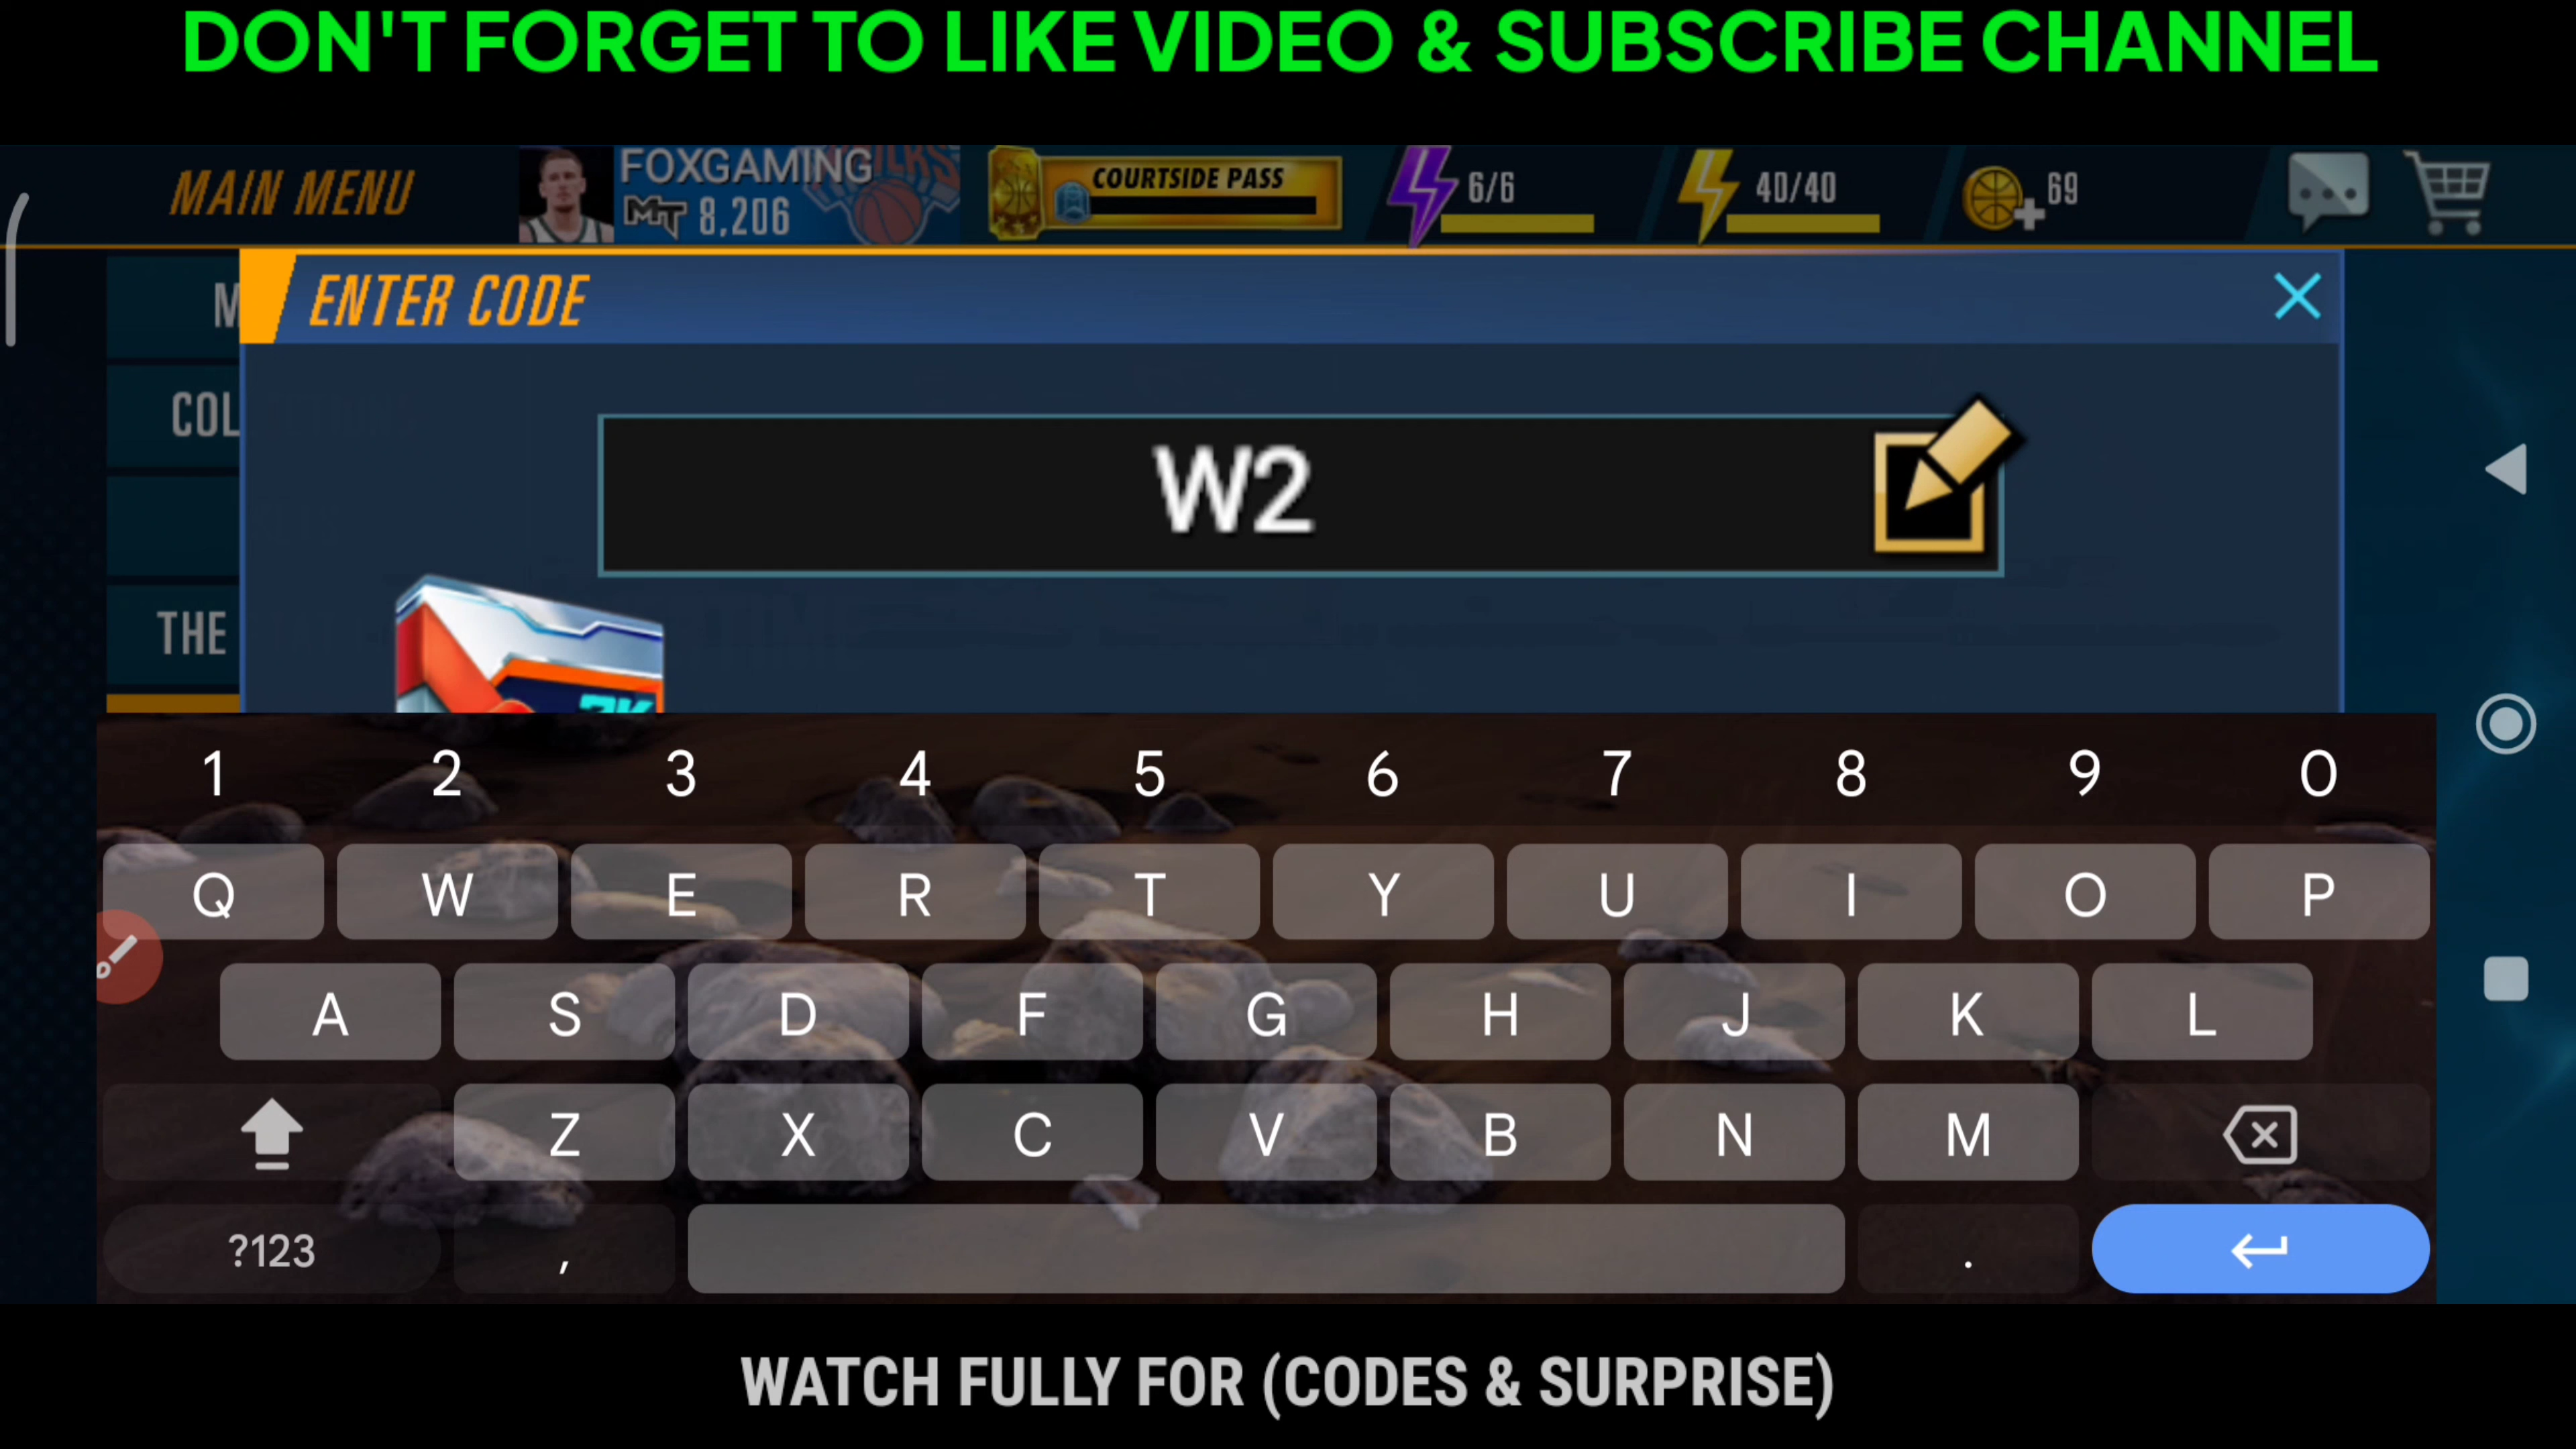 DON'T FORGET TO LIKE VIDEO & SUBSCRIBE CHANNEL
MAIN MENU
FOXGAMING
MT 8,206
COURTSIDE PASS
6/6
40/40
69
ENTER CODE
W2
COL
THE
1 2 3 4 5 6 7 8 9 0
Q W E R T Y U I O P
A S D F G H J K L
Z X C V B N M
?123 , .
WATCH FULLY FOR (CODES & SURPRISE)